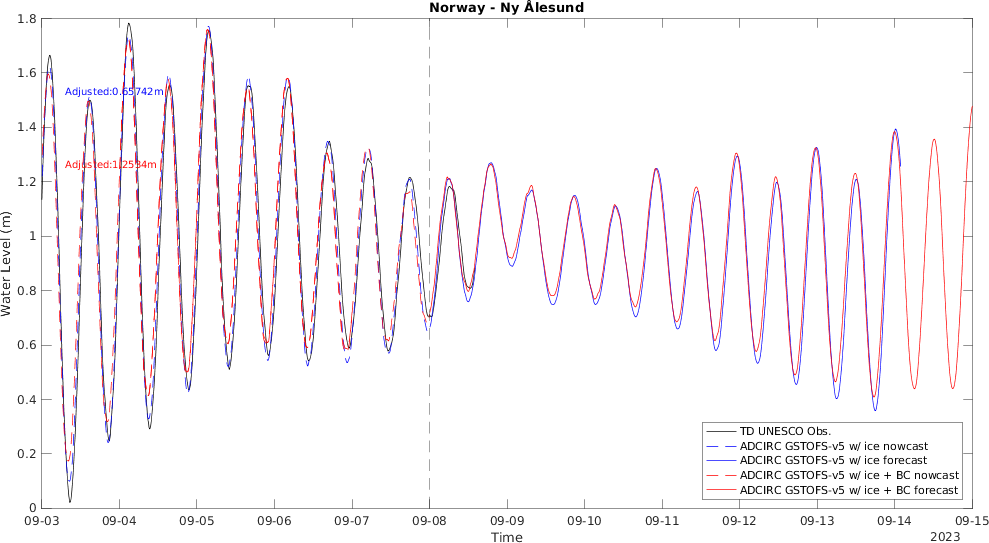 Norway - Ny Ålesund
1.8
1.6
1.4
1.2
1
0.8
0.6
0.4
0.2
0
Water Level (m)
Adjusted:0.65742m
Adjusted:1.2534m
TD UNESCO Obs.
ADCIRC GSTOFS-v5 w/ ice nowcast
ADCIRC GSTOFS-v5 w/ ice forecast
ADCIRC GSTOFS-v5 w/ ice + BC nowcast
ADCIRC GSTOFS-v5 w/ ice + BC forecast
09-03 09-04 09-05 09-06 09-07 09-08 09-09 09-10 09-11 09-12 09-13 09-14 09-15
Time
2023